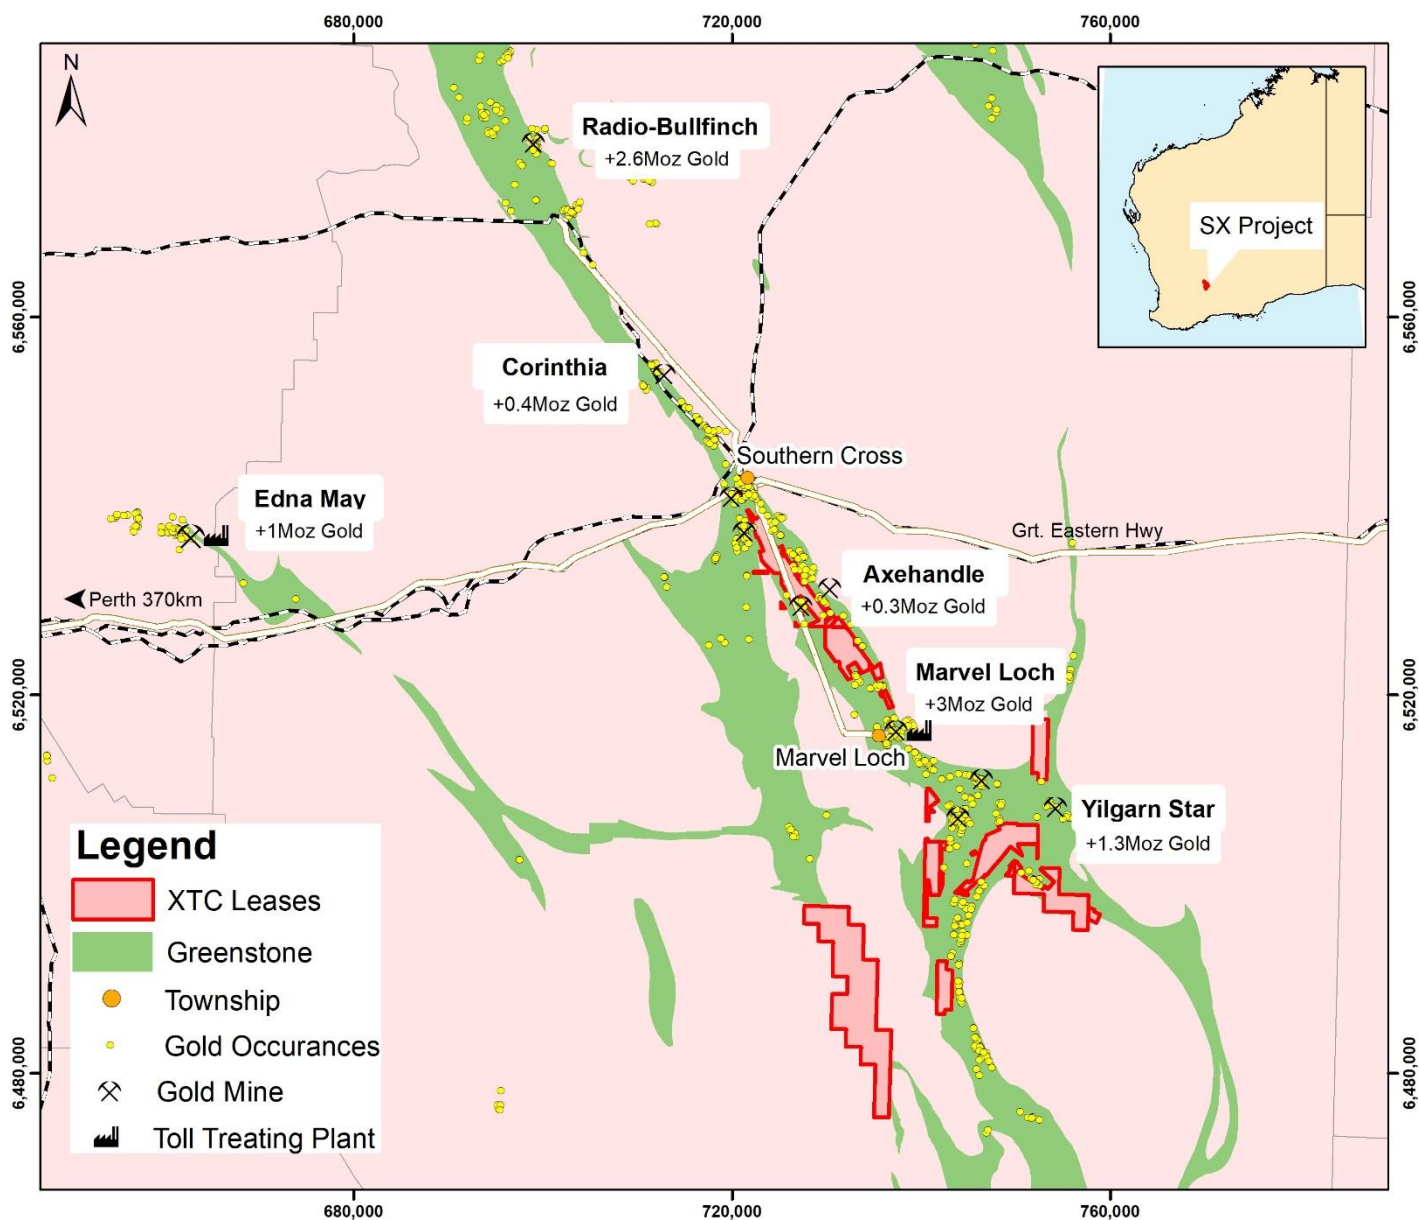 680,000
720,000
760,000
N
Radio-Bullfinch
+2.6Moz Gold
SX Project
6,560,000
6,560,000
Corinthia
+0.4Moz Gold
Southern Cross
Edna May
+1Moz Gold
Grt. Eastern Hwy
Axehandle
+0.3Moz Gold
Perth 370km
Marvel Loch
+3Moz Gold
6,520,000
6,520,000
Marvel Loch
Yilgarn Star
+1.3Moz Gold
Legend
XTC Leases
Greenstone
Township
Gold Occurances
Gold Mine
Toll Treating Plant
6,480,000
6,480,000
680,000
720,000
760,000